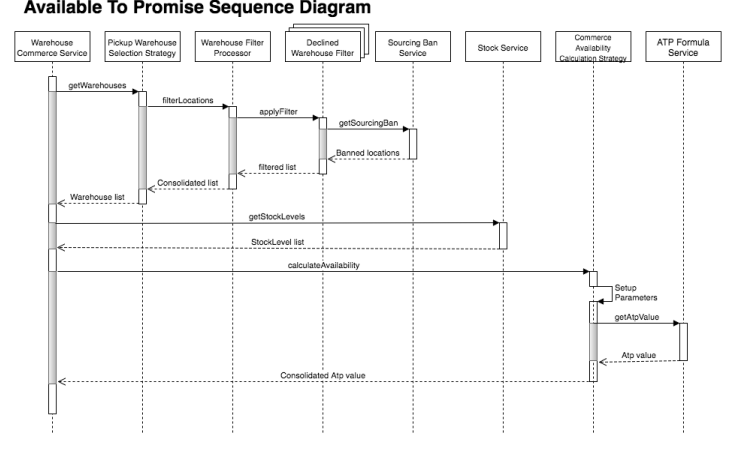 Available To Promise Sequence Diagram
Warehouse
Commerce Service
Pickup Warehouse
Selection Strategy
Warehouse Filter
Processor
Declined
Warehouse Filter
Sourcing Ban
Service
Stock Service
Commerce
Availability
Calculation Strategy
ATP Formula
Service
getWarehouses
filterLocations
applyFilter
getSourcingBan
Banned locations
filtered list
Consolidated list
Warehouse list
getStockLevels
StockLevel list
calculateAvailability
Setup
Parameters
getAtpValue
Atp value
Consolidated Atp value